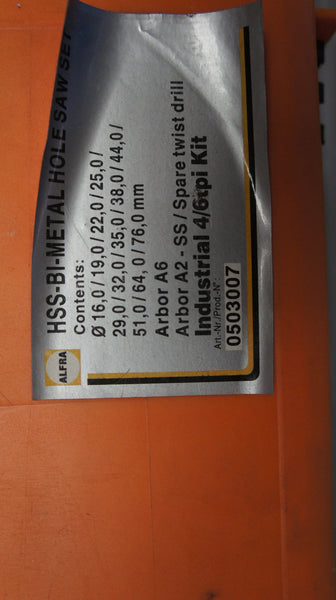 ALFRA
HSS-BI-METAL HOLE SAW SET
Contents:
Ø 16,0 / 19,0 / 22,0 / 25,0 /
29,0 / 32,0 / 35,0 / 38,0 / 44,0 /
51,0 / 64, 0 / 76,0 mm
Arbor A6
Arbor A2 - SS / Spare twist drill
Industrial 4/6tpi Kit
Art.-Nr./Prod.-N°:
0503007